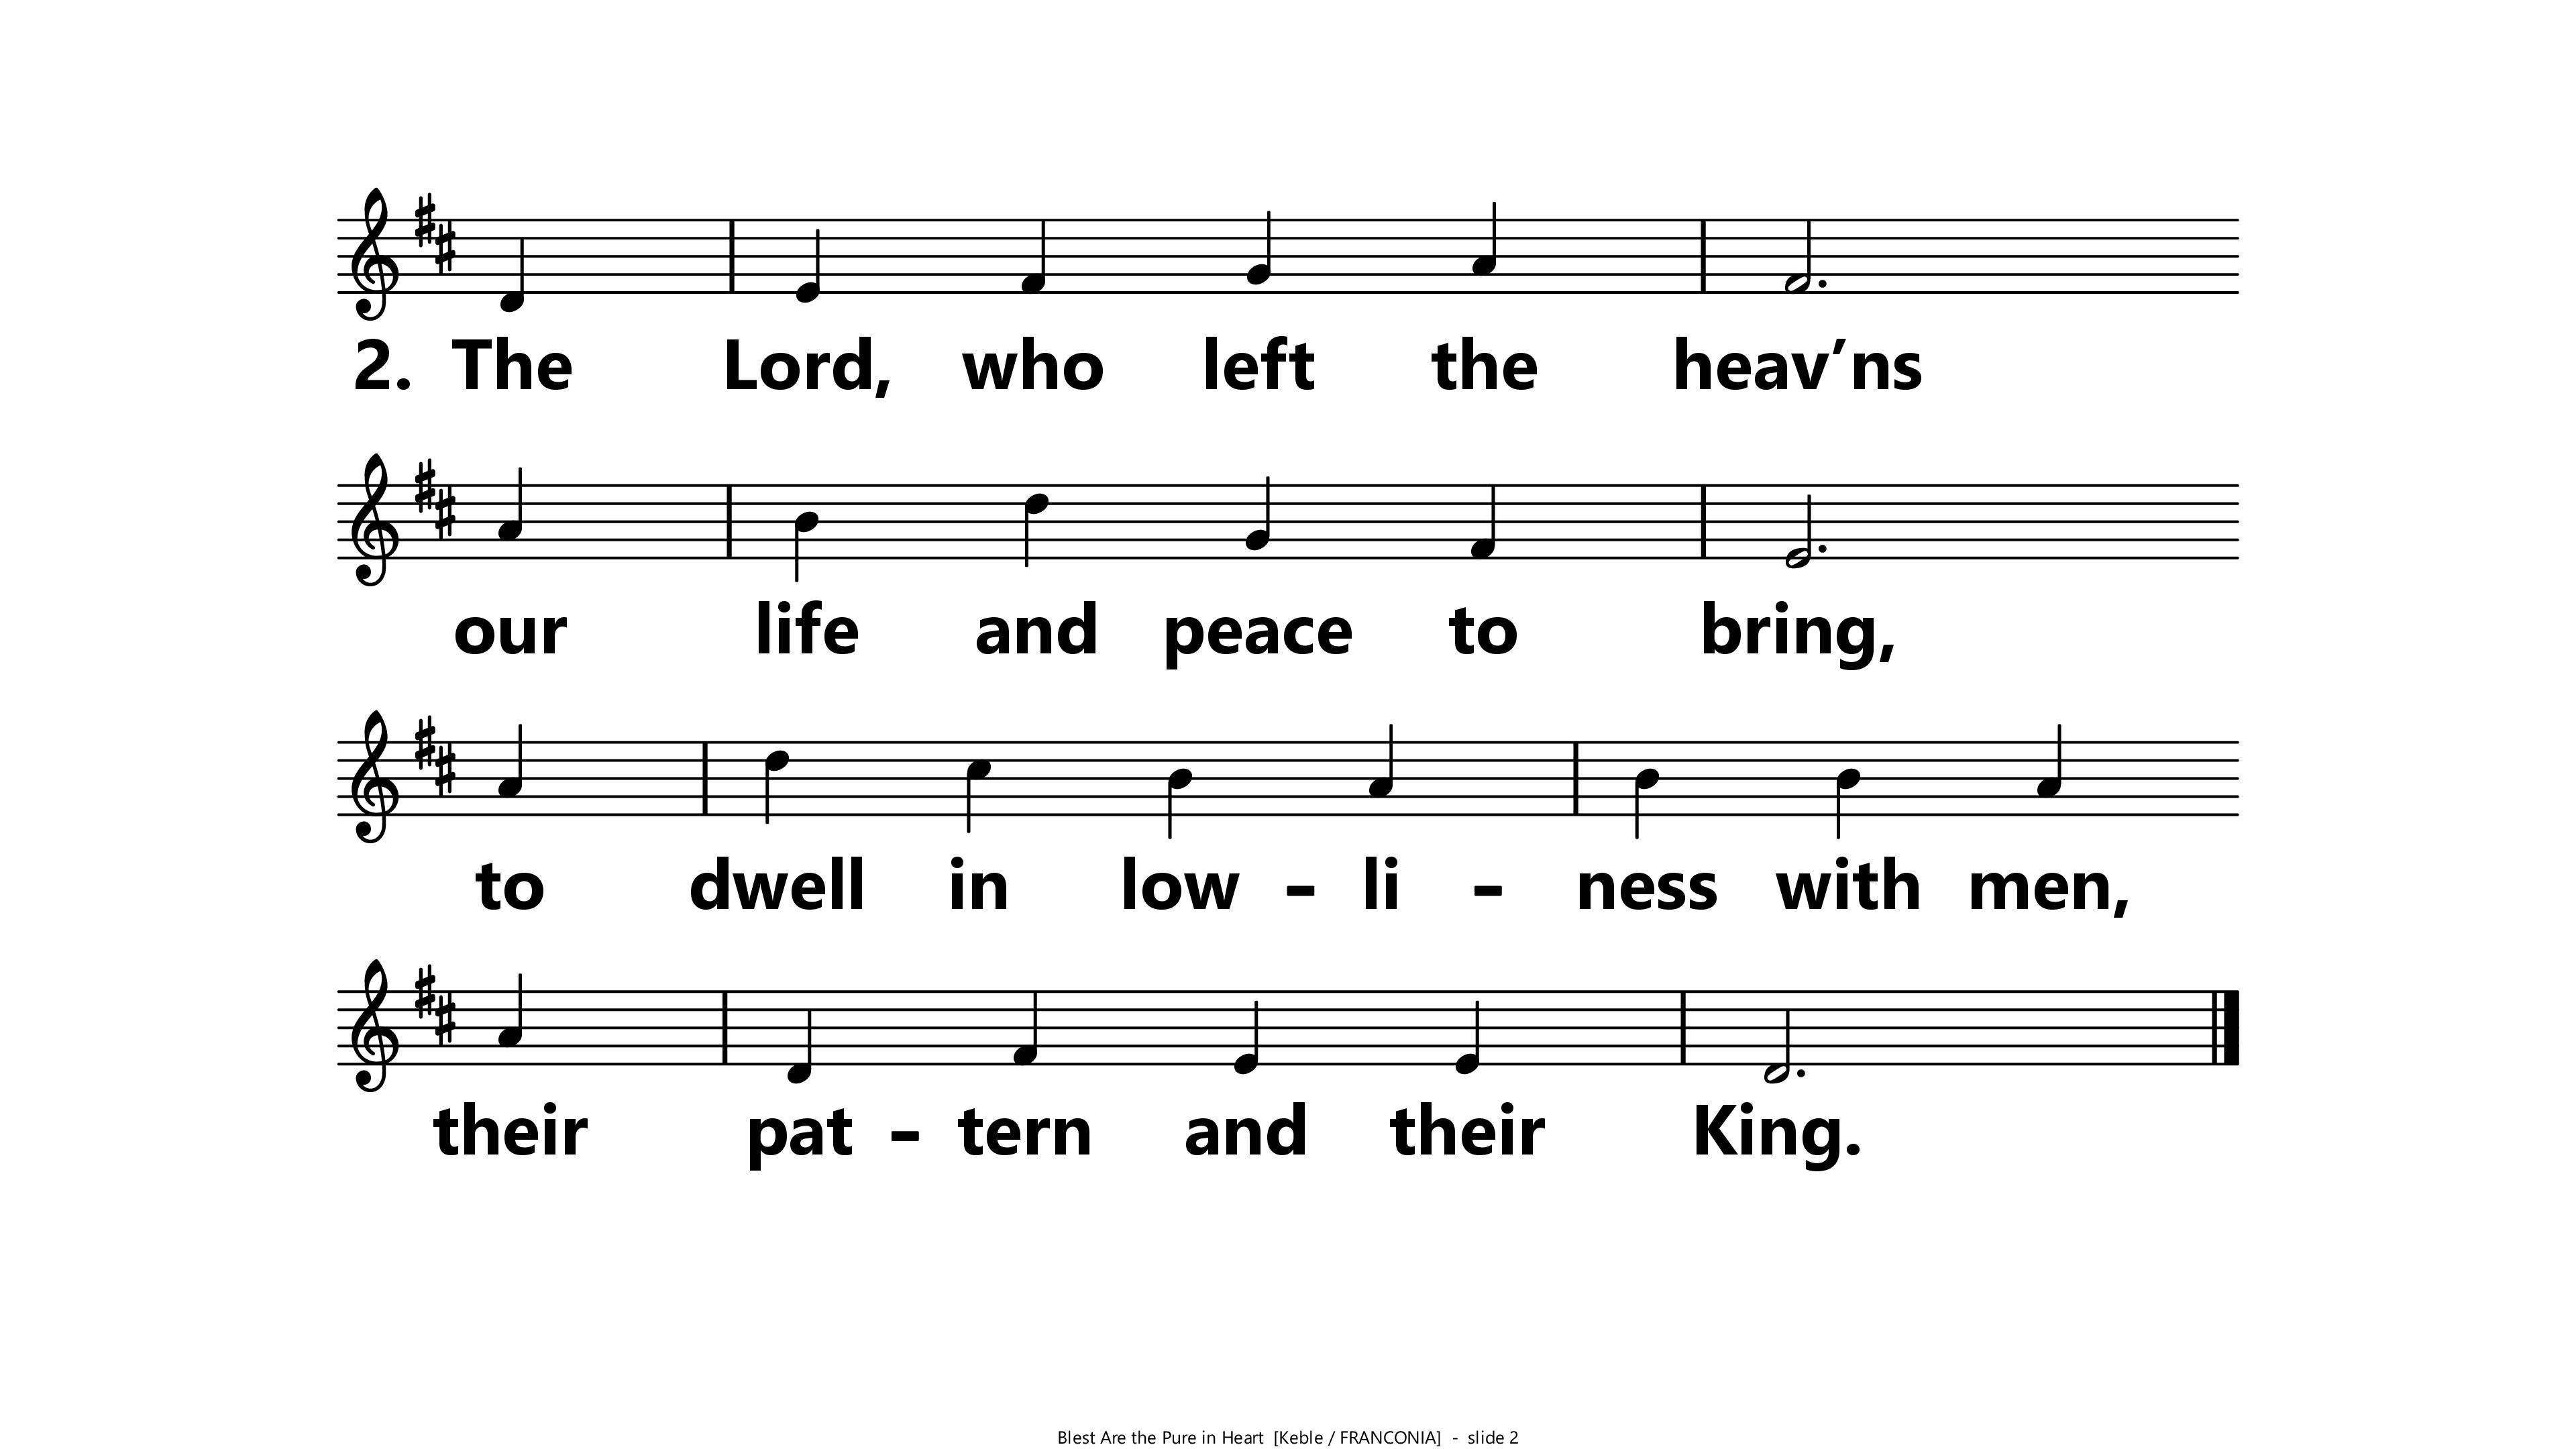 2. The Lord, who left the heav’ns
our life and peace to bring,
to dwell in low - li - ness with men,
their pat - tern and their King.
Blest Are the Pure in Heart [Keble / FRANCONIA] - slide 2